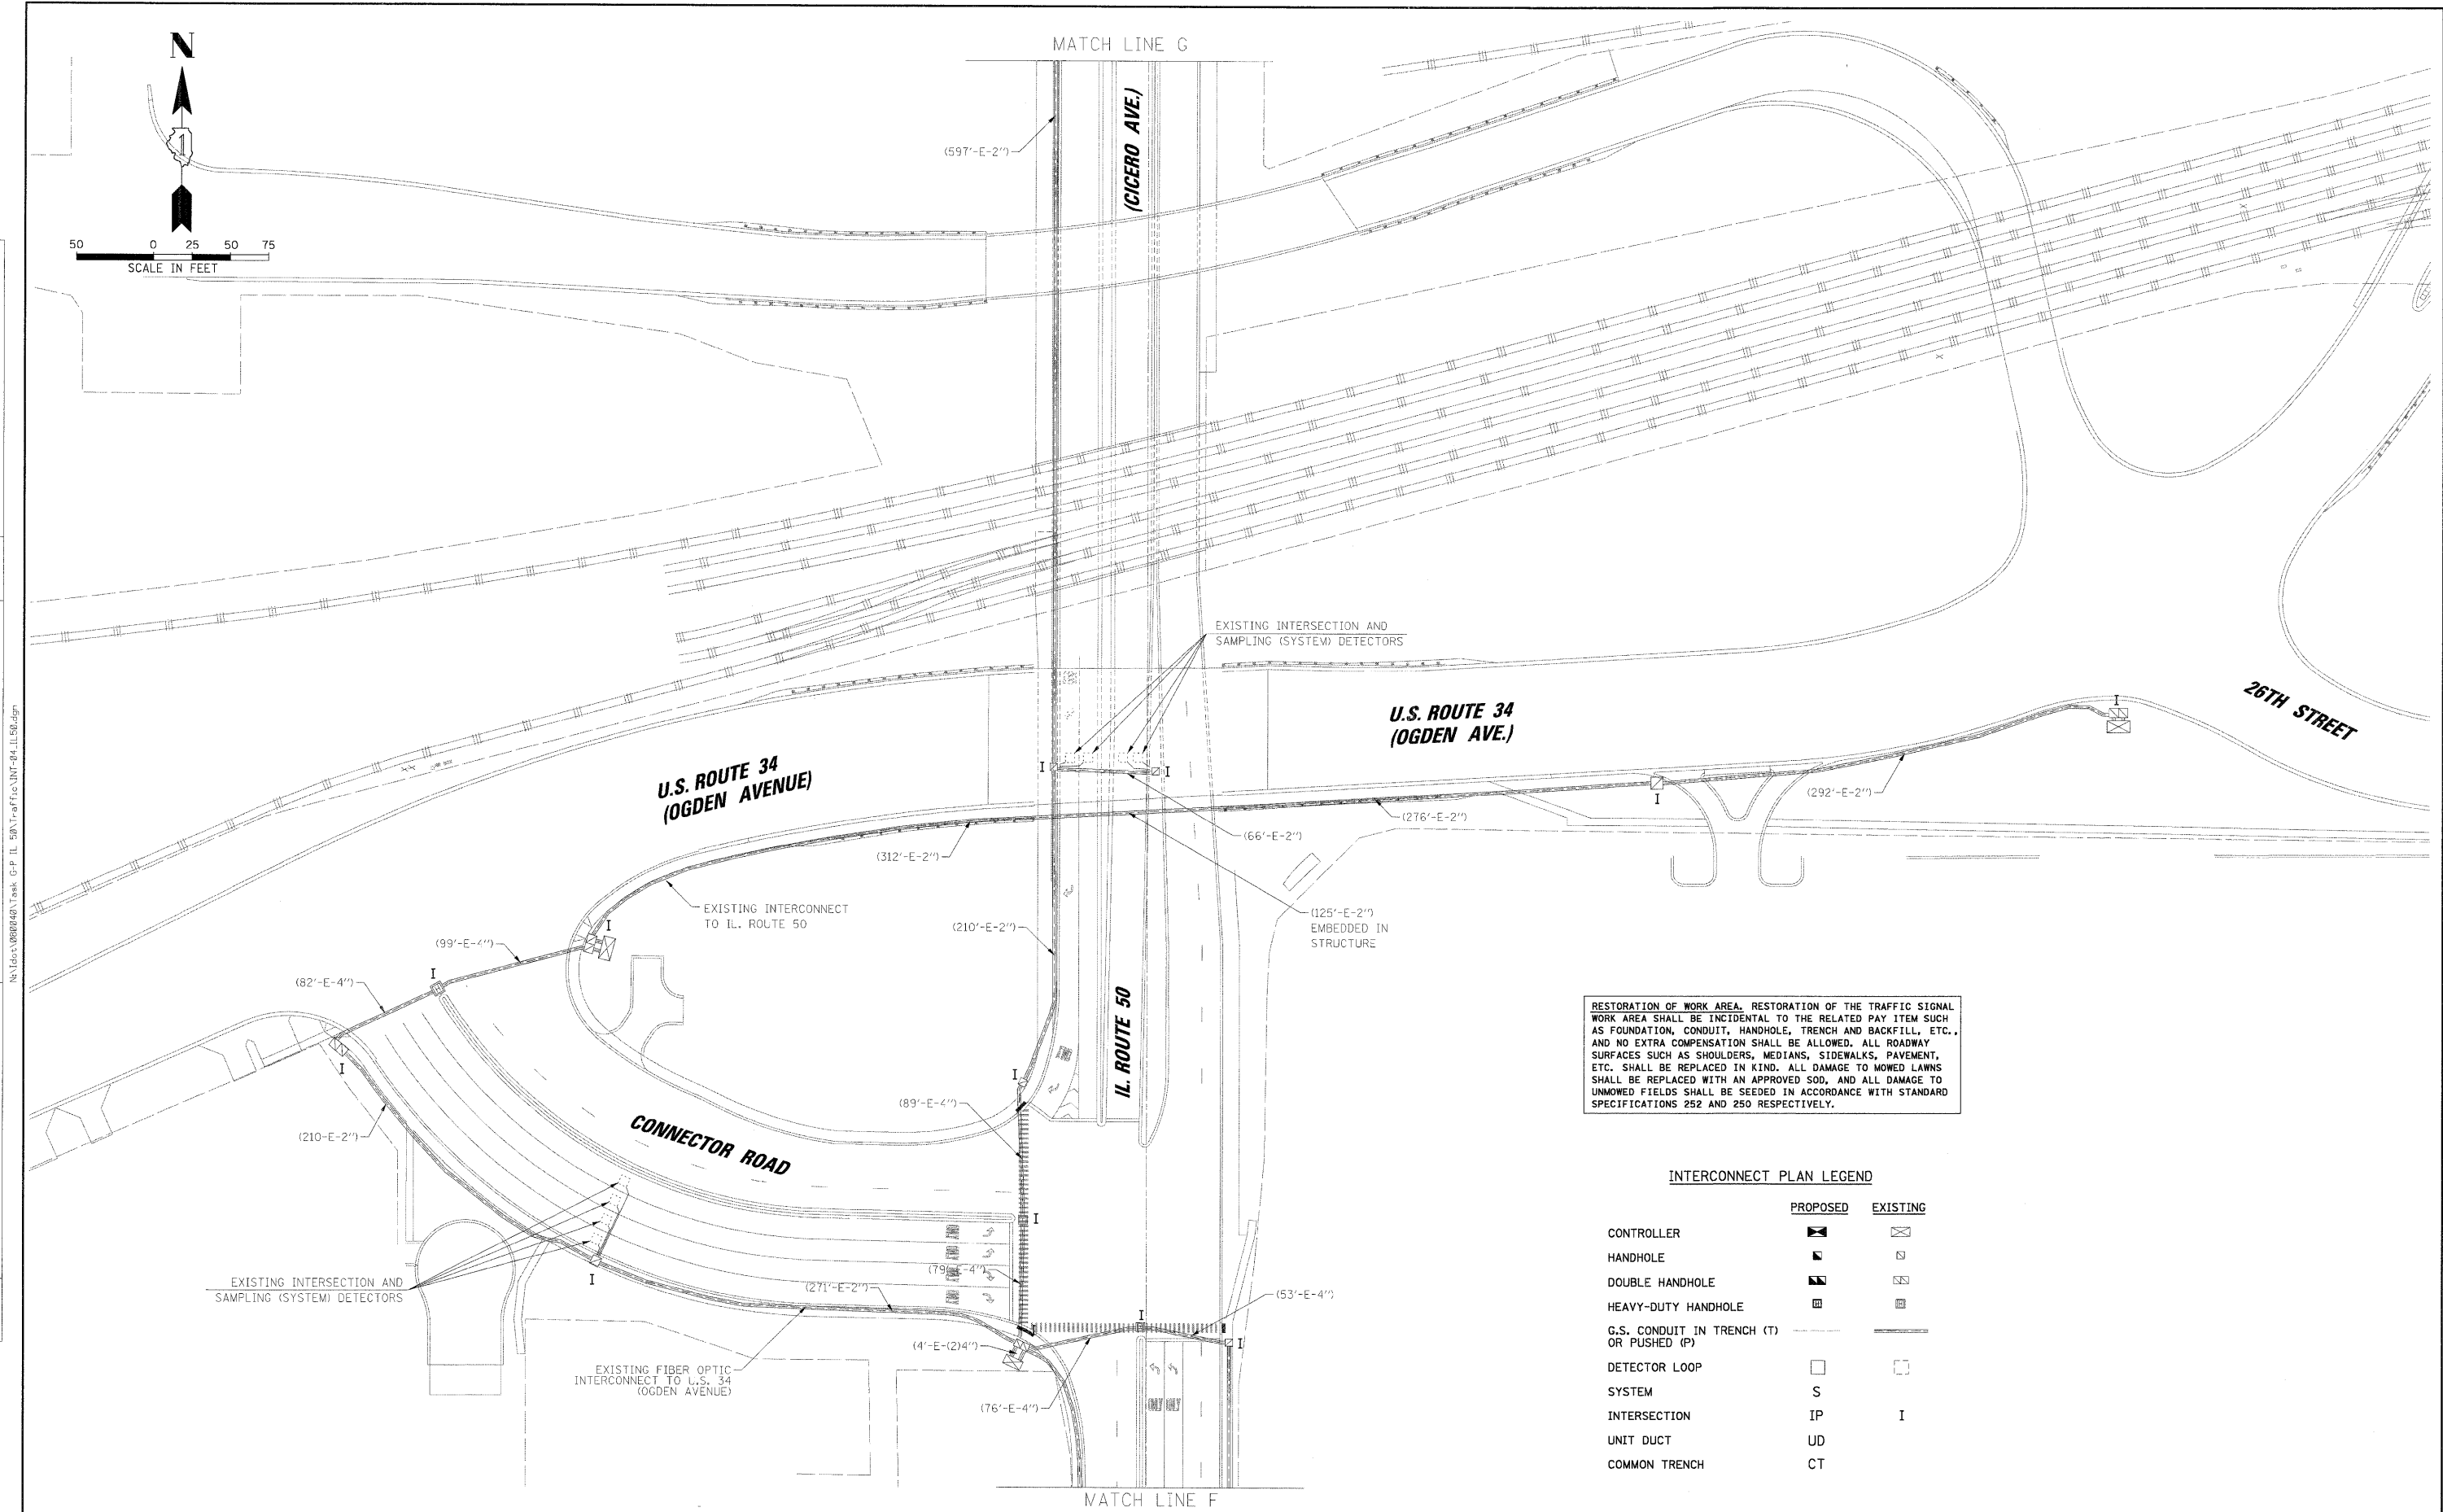 MATCH LINE G
N
1
50 0 25 50 75
SCALE IN FEET
(597'-E-2")
(CICERO AVE.)
EXISTING INTERSECTION AND
SAMPLING (SYSTEM) DETECTORS
U.S. ROUTE 34
(OGDEN AVE.)
26TH STREET
I
U.S. ROUTE 34
(OGDEN AVENUE)
I
I
I
(292'-E-2")
(276'-E-2")
(66'-E-2")
(312'-E-2")
EXISTING INTERCONNECT
TO IL. ROUTE 50
(125'-E-2")
EMBEDDED IN
STRUCTURE
(210'-E-2")
I
(99'-E-4")
I
(82'-E-4")
IL. ROUTE 50
RESTORATION OF WORK AREA. RESTORATION OF THE TRAFFIC SIGNAL
WORK AREA SHALL BE INCIDENTAL TO THE RELATED PAY ITEM SUCH
AS FOUNDATION, CONDUIT, HANDHOLE, TRENCH AND BACKFILL, ETC.,
AND NO EXTRA COMPENSATION SHALL BE ALLOWED. ALL ROADWAY
SURFACES SUCH AS SHOULDERS, MEDIANS, SIDEWALKS, PAVEMENT,
ETC. SHALL BE REPLACED IN KIND. ALL DAMAGE TO MOWED LAWNS
SHALL BE REPLACED WITH AN APPROVED SOD, AND ALL DAMAGE TO
UNMOWED FIELDS SHALL BE SEEDED IN ACCORDANCE WITH STANDARD
SPECIFICATIONS 252 AND 250 RESPECTIVELY.
I
I
(89'-E-4")
(210-E-2")
CONNECTOR ROAD
I
EXISTING INTERSECTION AND
SAMPLING (SYSTEM) DETECTORS
I
(79'-E-4")
(271'-E-2")
(53'-E-4")
I
I
I
(4'-E-(2)4")
EXISTING FIBER OPTIC
INTERCONNECT TO U.S. 34
(OGDEN AVENUE)
(76'-E-4")
ONLY ONLY
MATCH LINE F
INTERCONNECT PLAN LEGEND
PROPOSED EXISTING
CONTROLLER
HANDHOLE
DOUBLE HANDHOLE
HEAVY-DUTY HANDHOLE H H
G.S. CONDUIT IN TRENCH (T)
OR PUSHED (P)
DETECTOR LOOP
SYSTEM S
INTERSECTION IP I
UNIT DUCT UD
COMMON TRENCH CT